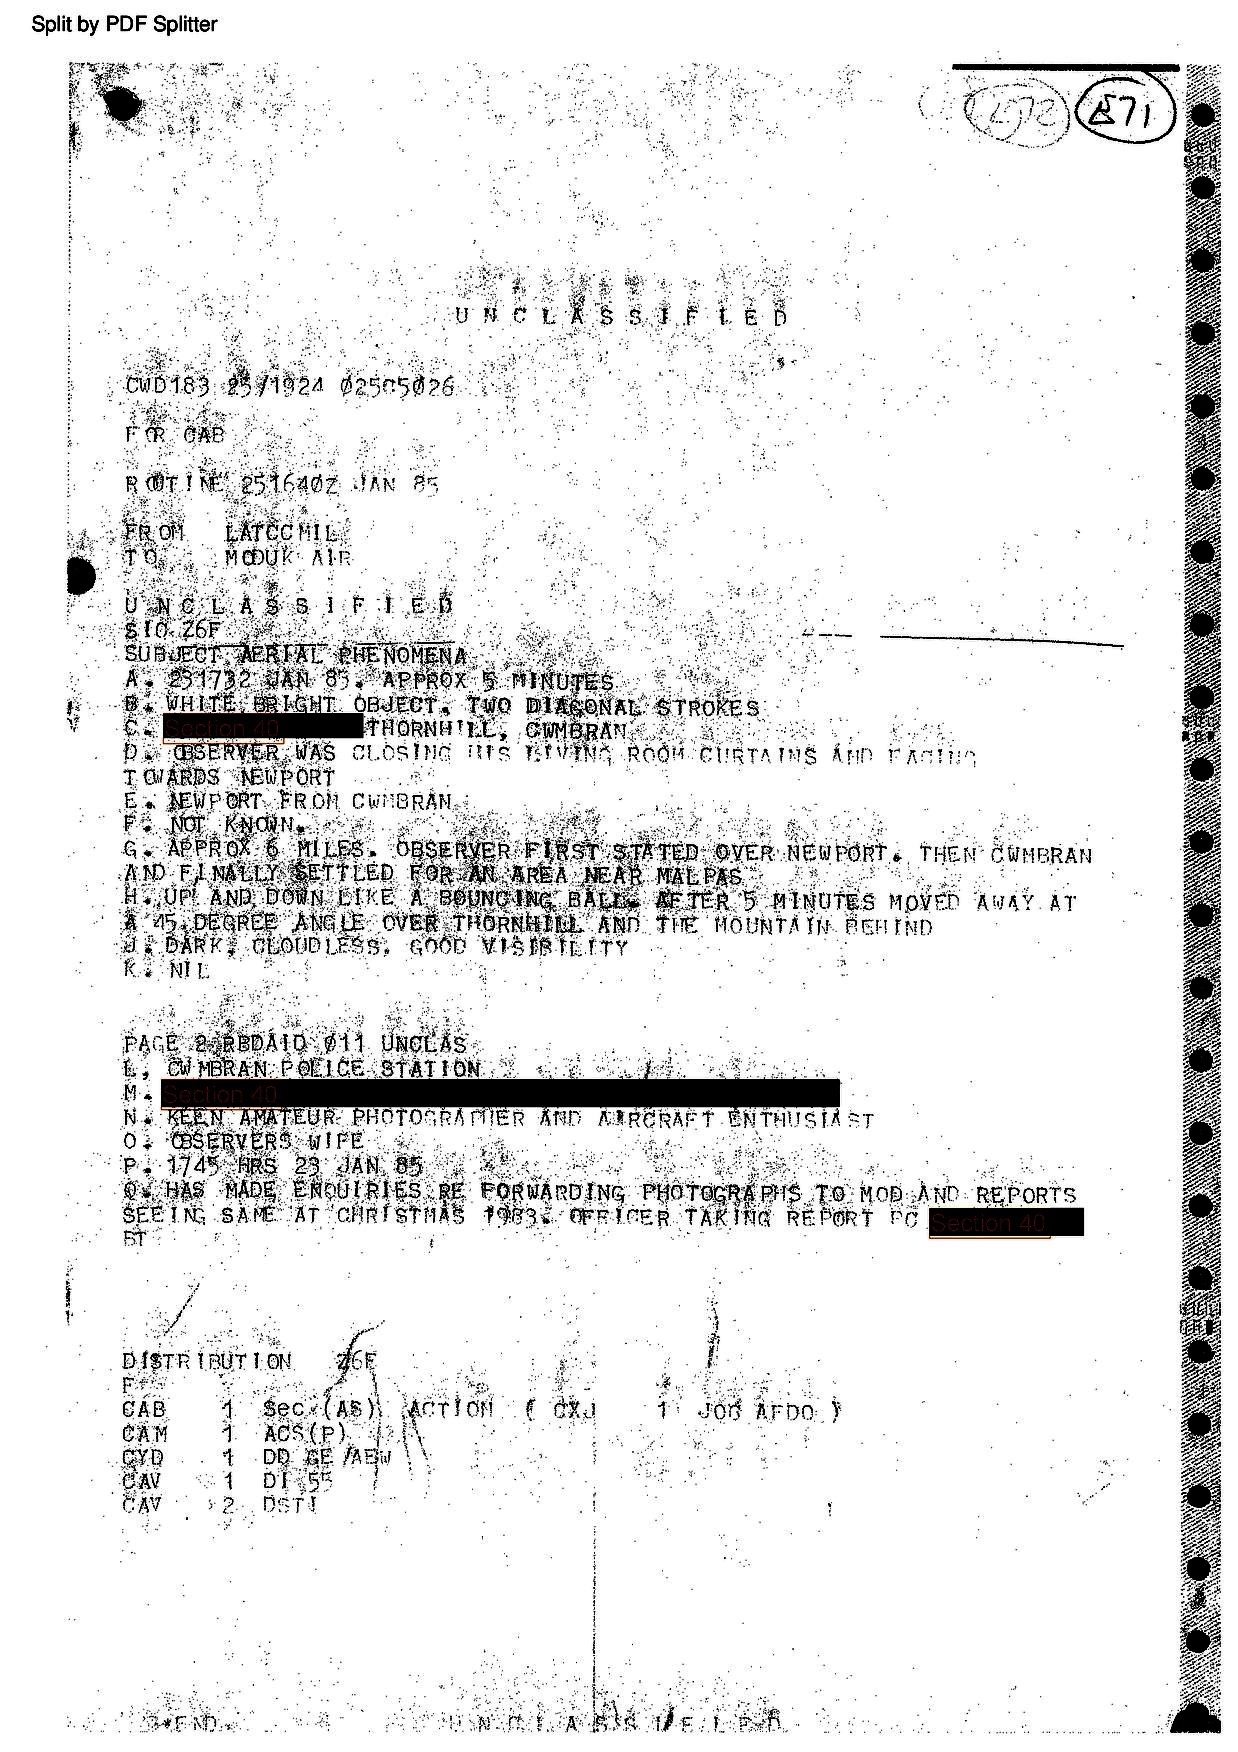 Split by PDF Splitter
E71
U N C L A S S I F I E D
CWD183 25/1924 025C5026
FOR CAB
ROUTINE 251640Z JAN 85
FROM LATCCMIL
TO MODUK AIR
U N C L A S S I F I E D
SIC Z6F
SUBJECT AERIAL PHENOMENA
A. 231732 JAN 85. APPROX 5 MINUTES
B. WHITE BRIGHT OBJECT. TWO DIAGONAL STROKES
C. Section 40 THORNHILL, CWMBRAN
D. OBSERVER WAS CLOSING HIS LIVING ROOM CURTAINS AND FACING
TOWARDS NEWPORT
E. NEWPORT FROM CWMBRAN
F. NOT KNOWN.
G. APPROX 6 MILES. OBSERVER FIRST STATED OVER NEWPORT. THEN CWMBRAN
AND FINALLY SETTLED FOR AN AREA NEAR MALPAS
H. UP AND DOWN LIKE A BOUNCING BALL. AFTER 5 MINUTES MOVED AWAY AT
A 45 DEGREE ANGLE OVER THORNHILL AND THE MOUNTAIN BEHIND
J. DARK, CLOUDLESS, GOOD VISIBILITY
K. NIL
PAGE 2 RBDAID 011 UNCLAS
L. CWMBRAN POLICE STATION
M. Section 40
N. KEEN AMATEUR PHOTOGRAPHER AND AIRCRAFT ENTHUSIAST
O. OBSERVERS WIFE
P. 1745 HRS 23 JAN 85
Q. HAS MADE ENQUIRIES RE FORWARDING PHOTOGRAPHS TO MOD AND REPORTS
SEEING SAME AT CHRISTMAS 1983. OFFICER TAKING REPORT PC Section 40
BT
DISTRIBUTION Z6F
F
CAB 1 Sec (AS) ACTION ( CXJ 1 JOC AFDO )
CAM 1 ACS(P)
CYD 1 DD GE/AEW
CAV 1 DI 55
CAV 2 DSTI
*END
U N C L A S S I F I E D